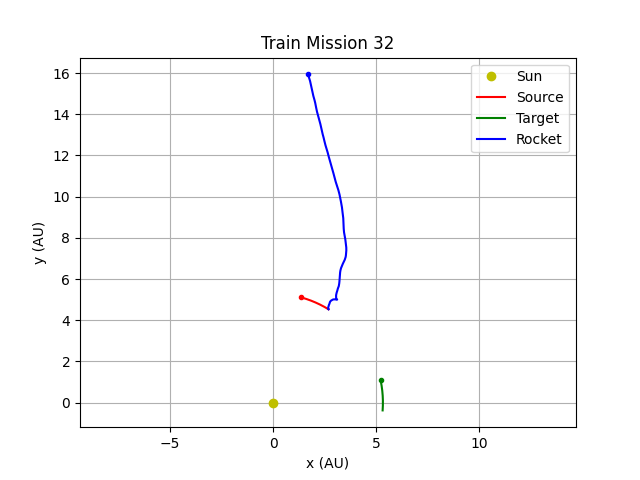 Train Mission 32
16
14
12
10
8
6
4
2
0
y (AU)
Sun
Source
Target
Rocket
−5
0
5
10
x (AU)